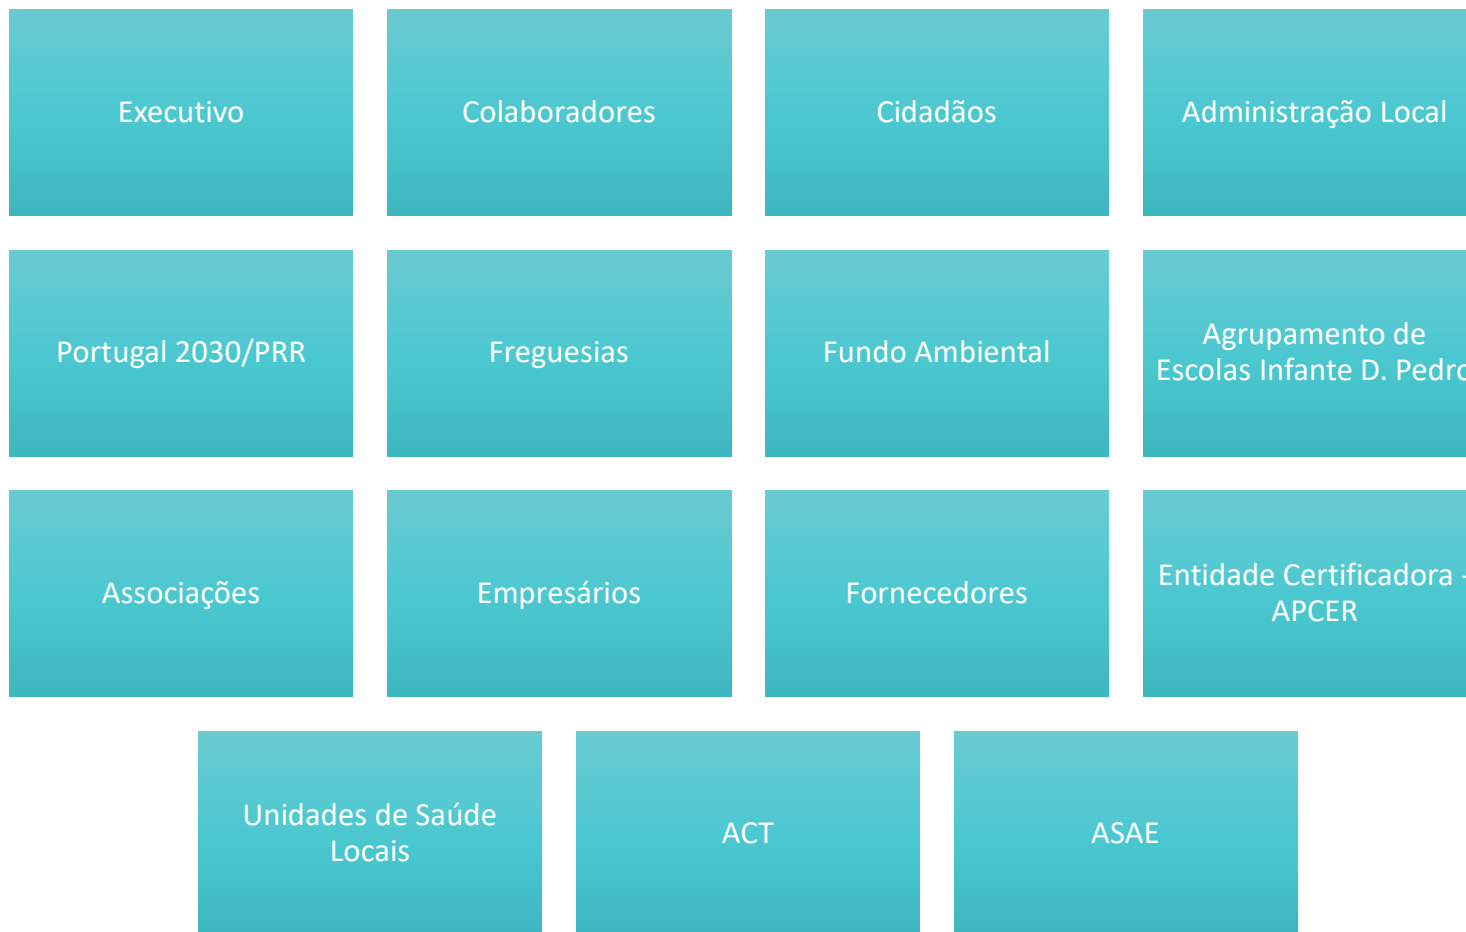 Executivo
Colaboradores
Cidadãos
Administração Local
Portugal 2030/PRR
Freguesias
Fundo Ambiental
Agrupamento de
Escolas Infante D. Pedro
Associações
Empresários
Fornecedores
Entidade Certificadora -
APCER
Unidades de Saúde
Locais
ACT
ASAE